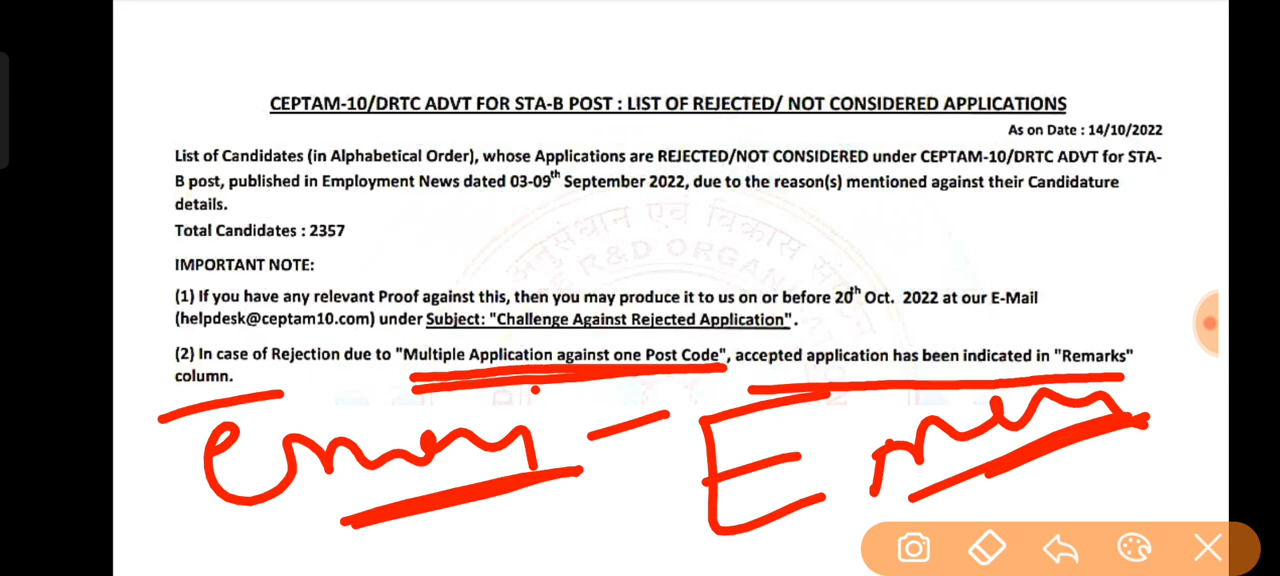 CEPTAM-10/DRTC ADVT FOR STA-B POST : LIST OF REJECTED/ NOT CONSIDERED APPLICATIONS
As on Date : 14/10/2022
List of Candidates (in Alphabetical Order), whose Applications are REJECTED/NOT CONSIDERED under CEPTAM-10/DRTC ADVT for STA-
B post, published in Employment News dated 03-09th September 2022, due to the reason(s) mentioned against their Candidature
details.
Total Candidates : 2357
अनुसंधान एवं विकास
R&D ORGAN
IMPORTANT NOTE:
(1) If you have any relevant Proof against this, then you may produce it to us on or before 20th Oct. 2022 at our E-Mail
(helpdesk@ceptam10.com) under Subject: "Challenge Against Rejected Application".
(2) In case of Rejection due to "Multiple Application against one Post Code", accepted application has been indicated in "Remarks"
column.